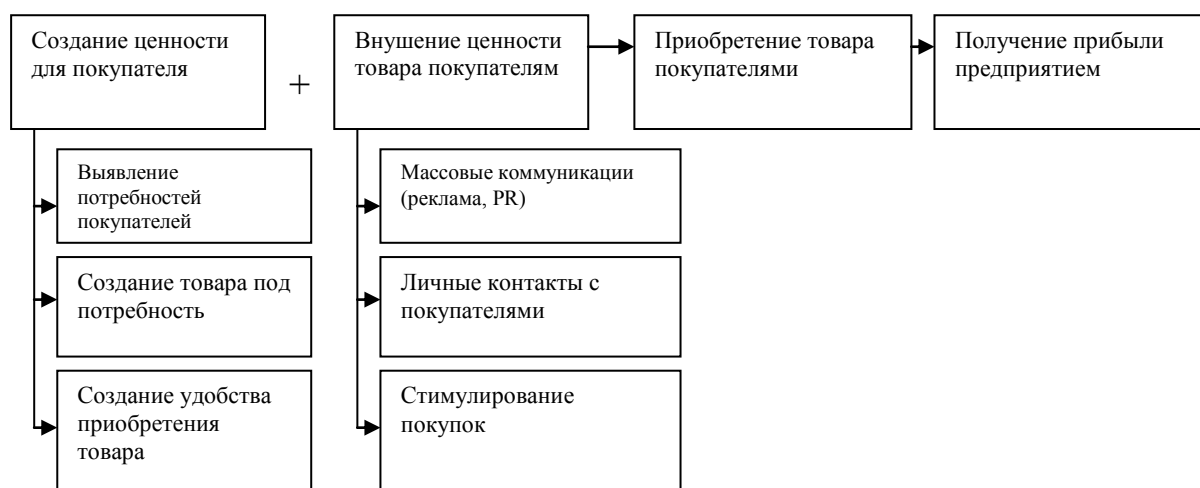 Создание ценности
для покупателя
+
Внушение ценности
товара покупателям
Приобретение товара
покупателями
Получение прибыли
предприятием
Выявление
потребностей
покупателей
Создание товара под
потребность
Создание удобства
приобретения
товара
Массовые коммуникации
(реклама, PR)
Личные контакты с
покупателями
Стимулирование
покупок